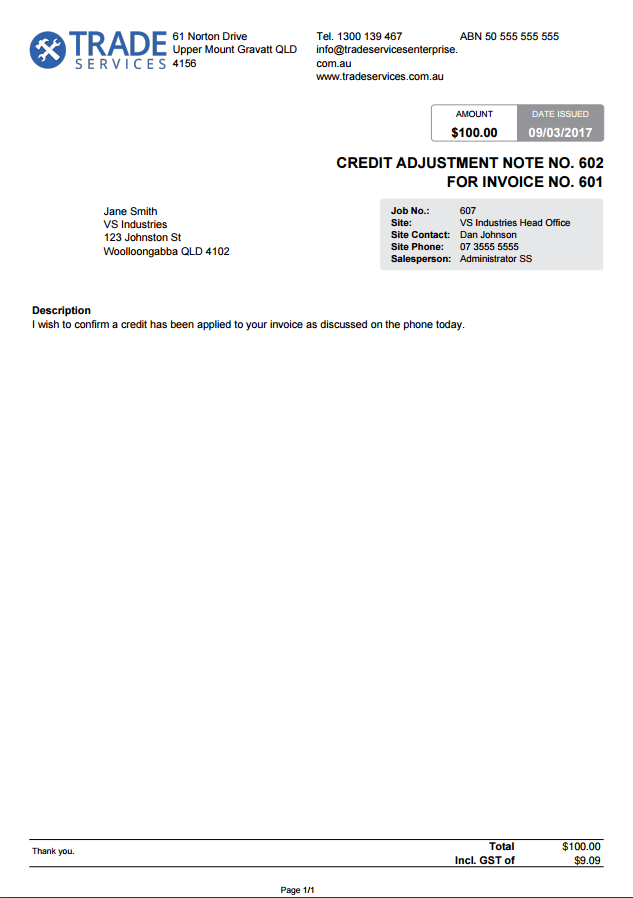 TRADE
SERVICES
61 Norton Drive
Upper Mount Gravatt QLD
4156
Tel. 1300 139 467
info@tradeservicesenterprise.
com.au
www.tradeservices.com.au
ABN 50 555 555 555
AMOUNT
$100.00
DATE ISSUED
09/03/2017
CREDIT ADJUSTMENT NOTE NO. 602
FOR INVOICE NO. 601
Jane Smith
VS Industries
123 Johnston St
Woolloongabba QLD 4102
Job No.: 607
Site: VS Industries Head Office
Site Contact: Dan Johnson
Site Phone: 07 3555 5555
Salesperson: Administrator SS
Description
I wish to confirm a credit has been applied to your invoice as discussed on the phone today.
Thank you.
Total $100.00
Incl. GST of $9.09
Page 1/1